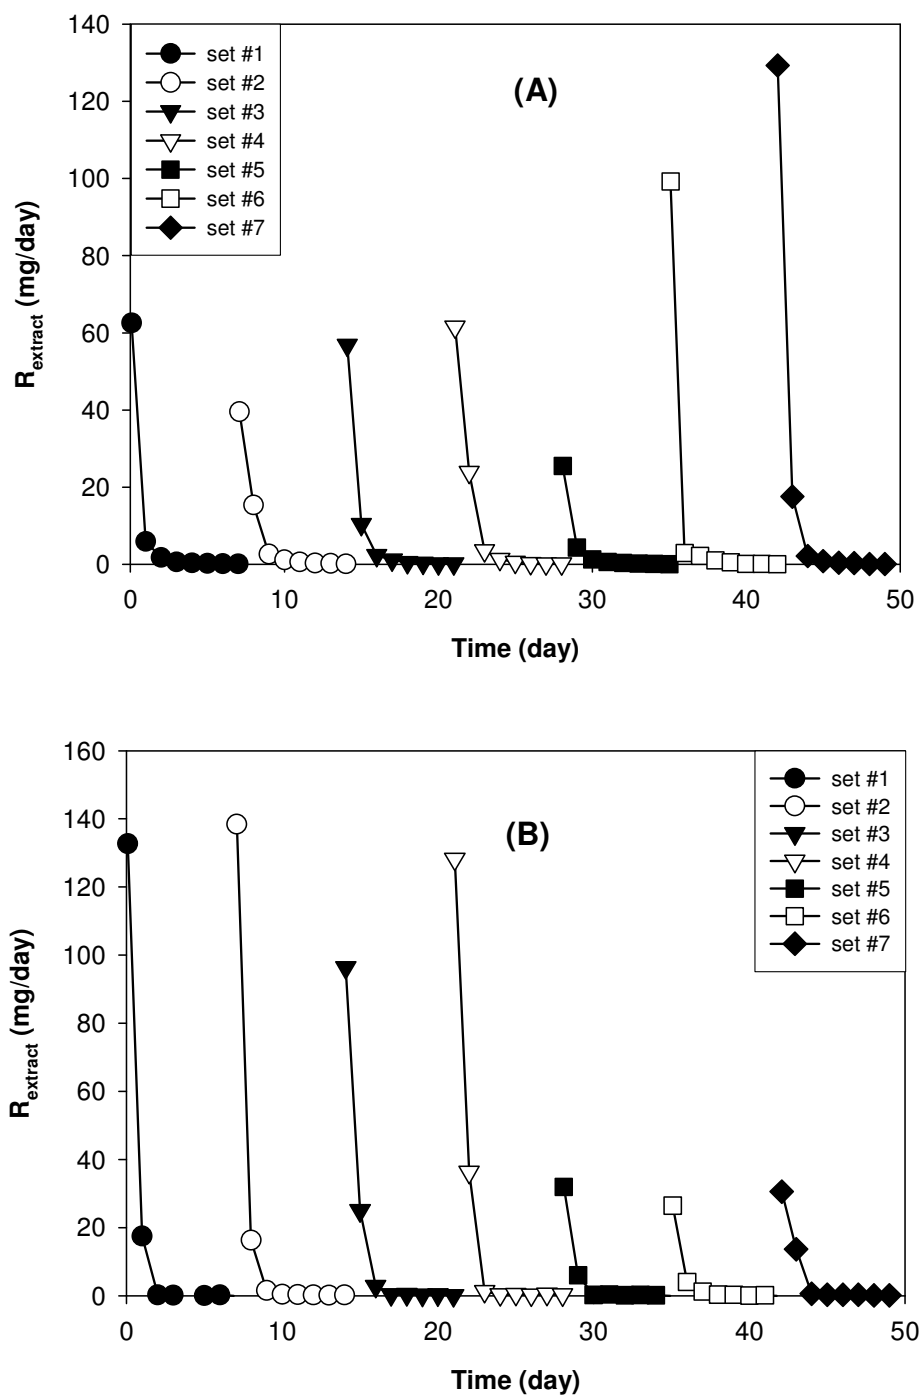 140
120
100
80
60
40
20
0
R_extract (mg/day)
set #1
set #2
set #3
set #4
set #5
set #6
set #7
(A)
0 10 20 30 40 50
Time (day)
160
140
120
100
80
60
40
20
0
R_extract (mg/day)
(B)
set #1
set #2
set #3
set #4
set #5
set #6
set #7
0 10 20 30 40 50
Time (day)